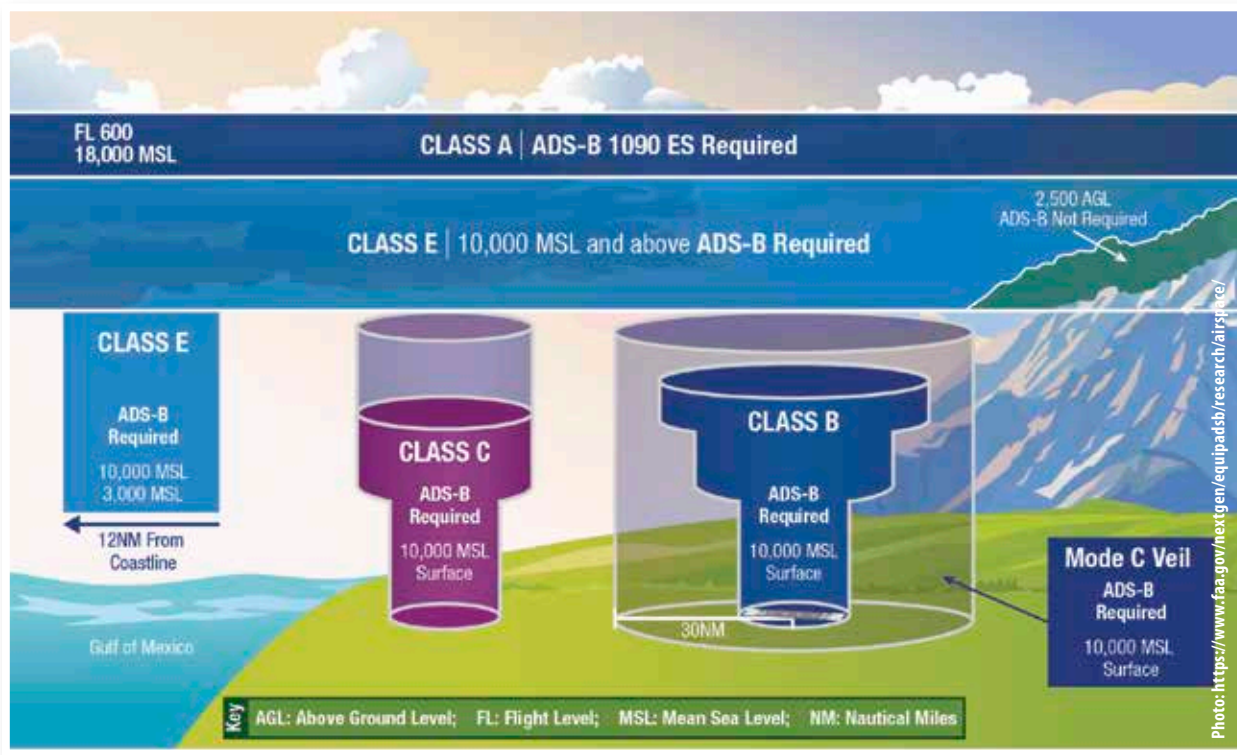 FL 600
18,000 MSL
CLASS A | ADS-B 1090 ES Required
2,500 AGL
ADS-B Not Required
CLASS E | 10,000 MSL and above ADS-B Required
CLASS E
ADS-B
Required
10,000 MSL
3,000 MSL
12NM From
Coastline
Gulf of Mexico
CLASS C
ADS-B
Required
10,000 MSL
Surface
CLASS B
ADS-B
Required
10,000 MSL
Surface
30NM
Mode C Veil
ADS-B
Required
10,000 MSL
Surface
Key
AGL: Above Ground Level; FL: Flight Level; MSL: Mean Sea Level; NM: Nautical Miles
Photo: https://www.faa.gov/nextgen/equipadsb/research/airspace/